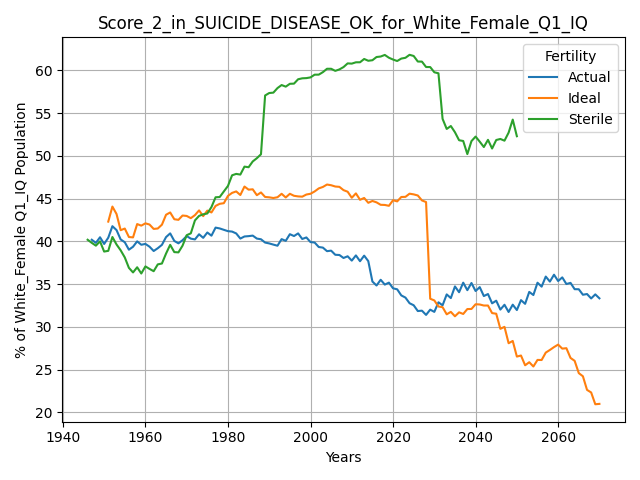 Score_2_in_SUICIDE_DISEASE_OK_for_White_Female_Q1_IQ
% of White_Female Q1_IQ Population
60
55
50
45
40
35
30
25
20
Fertility
Actual
Ideal
Sterile
1940
1960
1980
2000
2020
2040
2060
Years